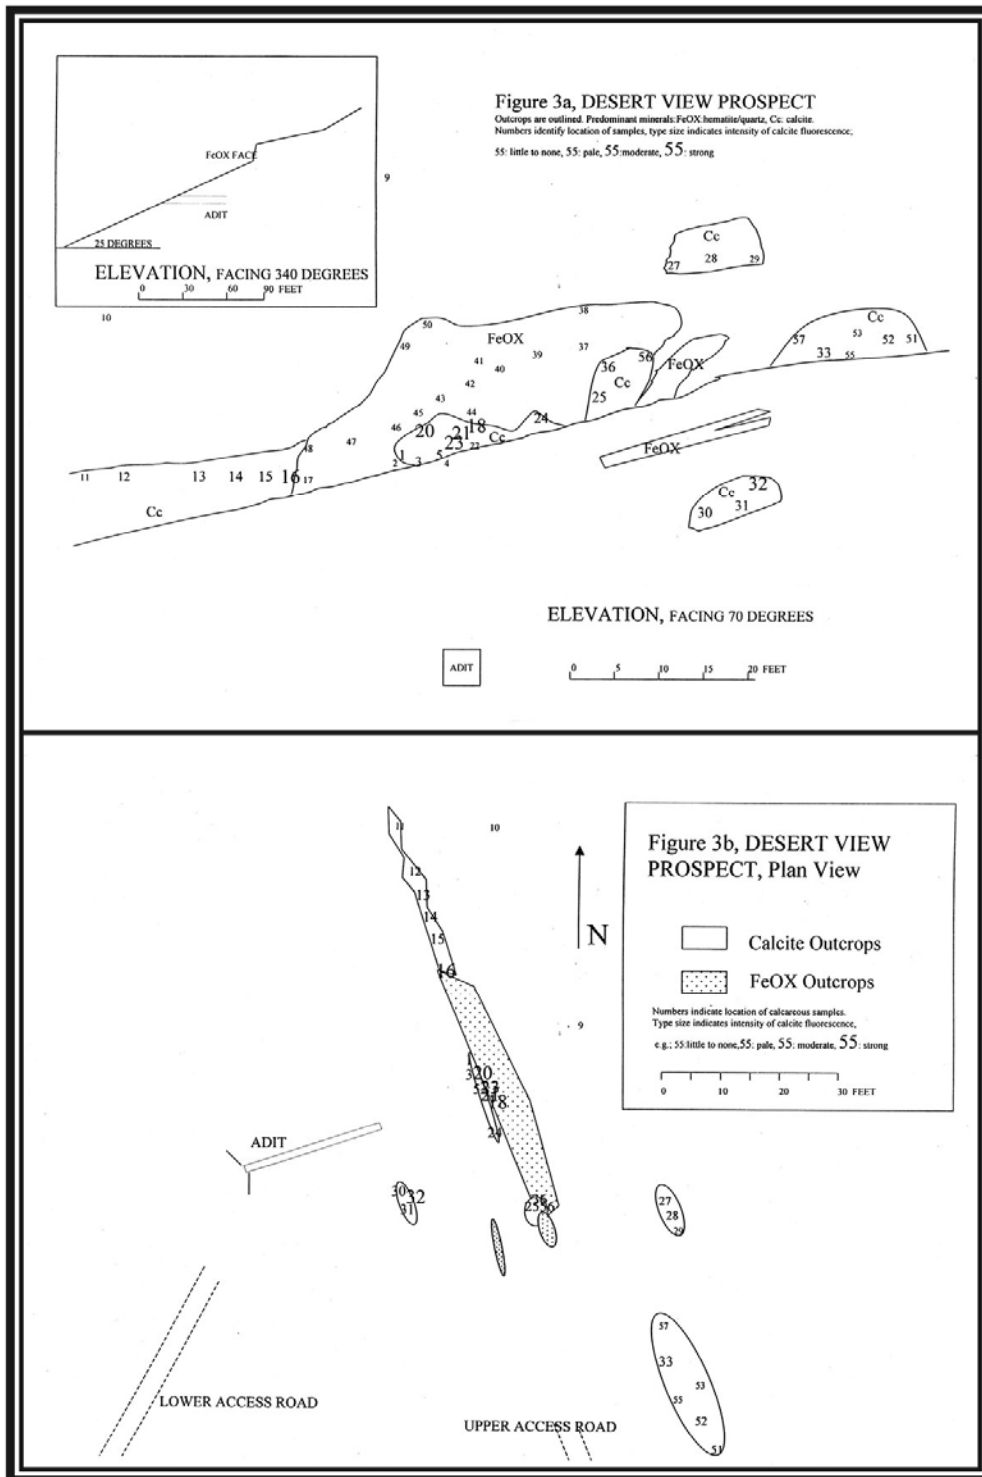 Figure 3a, DESERT VIEW PROSPECT
Outcrops are outlined. Predominant minerals:FeOX:hematite/quartz, Cc: calcite.
Numbers identify location of samples, type size indicates intensity of calcite fluorescence,
55: little to none, 55: pale, 55:moderate, 55: strong
FeOX FACE
ADIT
25 DEGREES
ELEVATION, FACING 340 DEGREES
0 30 60 90 FEET
9
10
Cc
27 28 29
38
50
FeOX
49
37
39
41
40
42
43
45
44
46
47
48
36
56
Cc
25
FeOX
Cc
57
53
52
51
33
55
24
20
21
18
Cc
23
22
1
2
3
5
4
11 12 13 14 15 16 17
Cc
FeOX
Cc
32
30
31
ELEVATION, FACING 70 DEGREES
ADIT
0 5 10 15 20 FEET
11
10
12
13
14
15
16
N
9
1
3
20
23
21
18
24
ADIT
30
32
31
36
25
56
27
28
29
57
33
53
55
52
51
LOWER ACCESS ROAD
UPPER ACCESS ROAD
Figure 3b, DESERT VIEW
PROSPECT, Plan View
Calcite Outcrops
FeOX Outcrops
Numbers indicate location of calcareous samples.
Type size indicates intensity of calcite fluorescence,
e.g.; 55:little to none,55: pale, 55: moderate, 55: strong
0 10 20 30 FEET